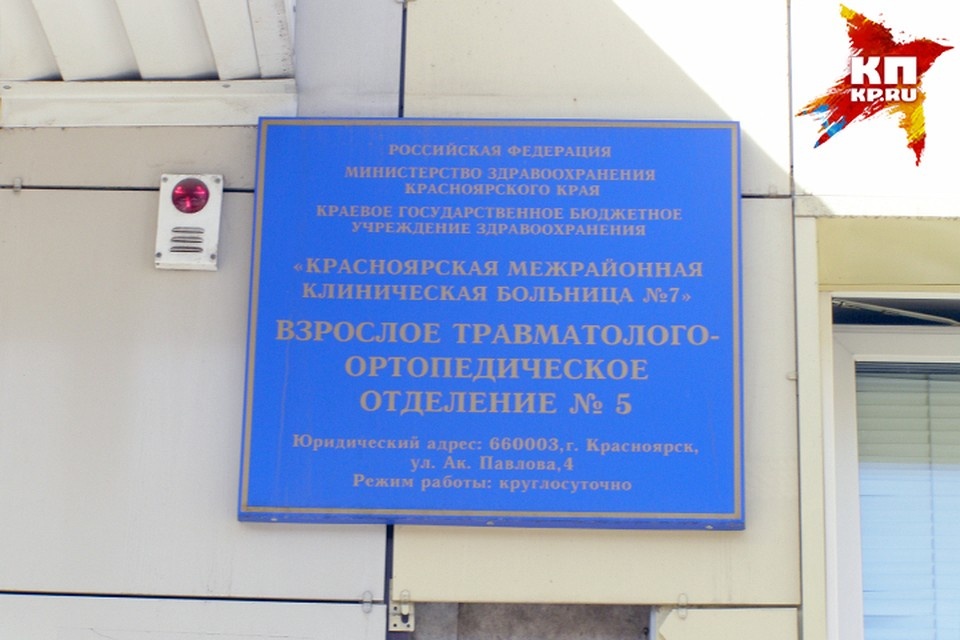 КП
KP.RU
РОССИЙСКАЯ ФЕДЕРАЦИЯ
МИНИСТЕРСТВО ЗДРАВООХРАНЕНИЯ
КРАСНОЯРСКОГО КРАЯ
КРАЕВОЕ ГОСУДАРСТВЕННОЕ БЮДЖЕТНОЕ
УЧРЕЖДЕНИЕ ЗДРАВООХРАНЕНИЯ
«КРАСНОЯРСКАЯ МЕЖРАЙОННАЯ
КЛИНИЧЕСКАЯ БОЛЬНИЦА №7»
ВЗРОСЛОЕ ТРАВМАТОЛОГО-
ОРТОПЕДИЧЕСКОЕ
ОТДЕЛЕНИЕ № 5
Юридический адрес: 660003,г. Красноярск,
ул. Ак. Павлова,4
Режим работы: круглосуточно